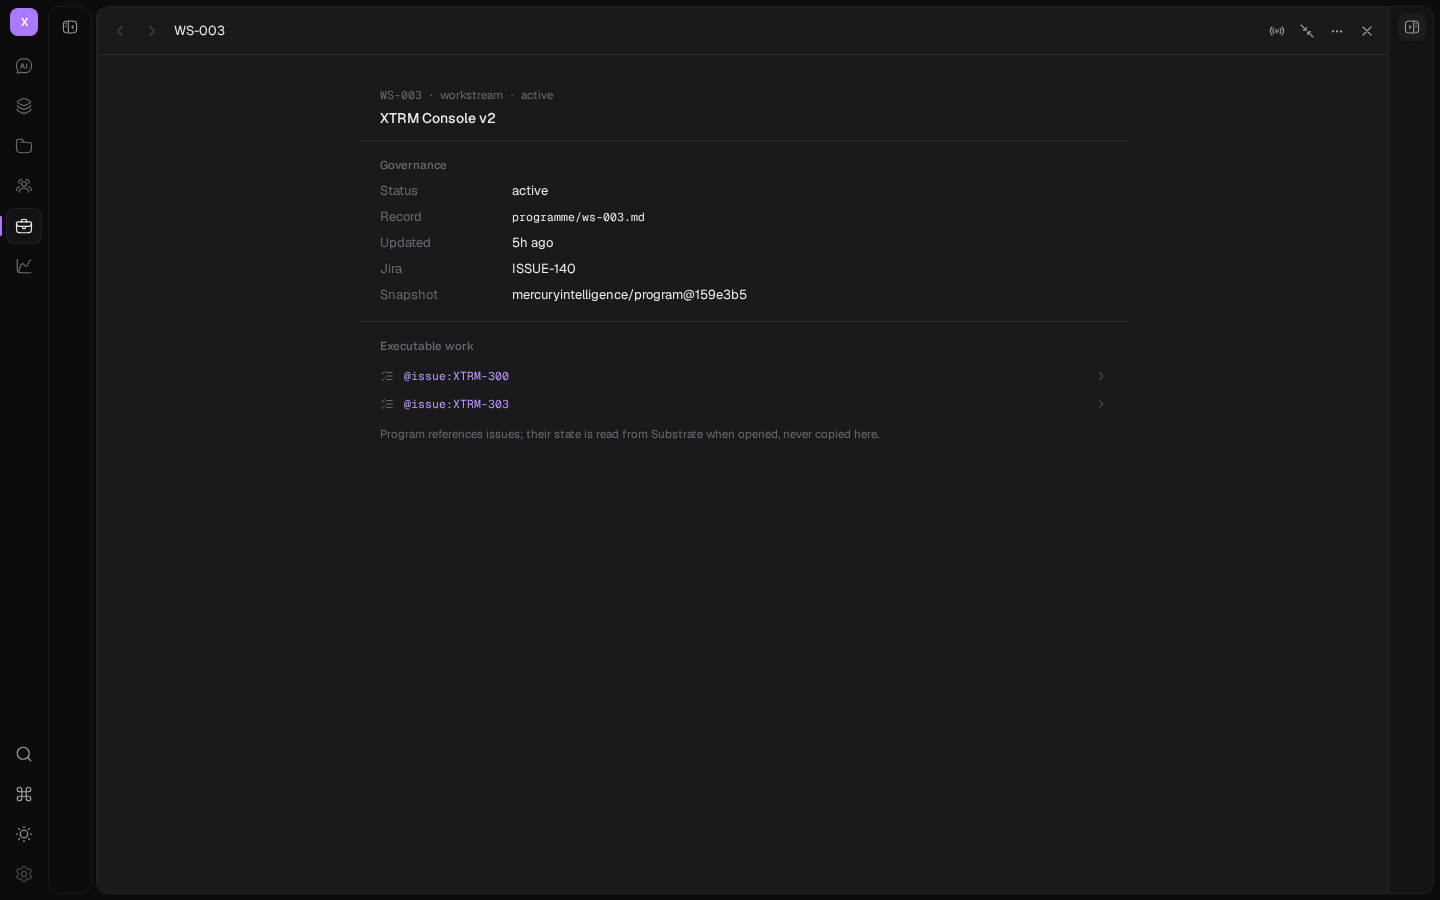 X
WS-003
AI
WS-003 · workstream · active
XTRM Console v2
Governance
Status active
Record programme/ws-003.md
Updated 5h ago
Jira ISSUE-140
Snapshot mercuryintelligence/program@159e3b5
Executable work
@issue:XTRM-300
@issue:XTRM-303
Program references issues; their state is read from Substrate when opened, never copied here.